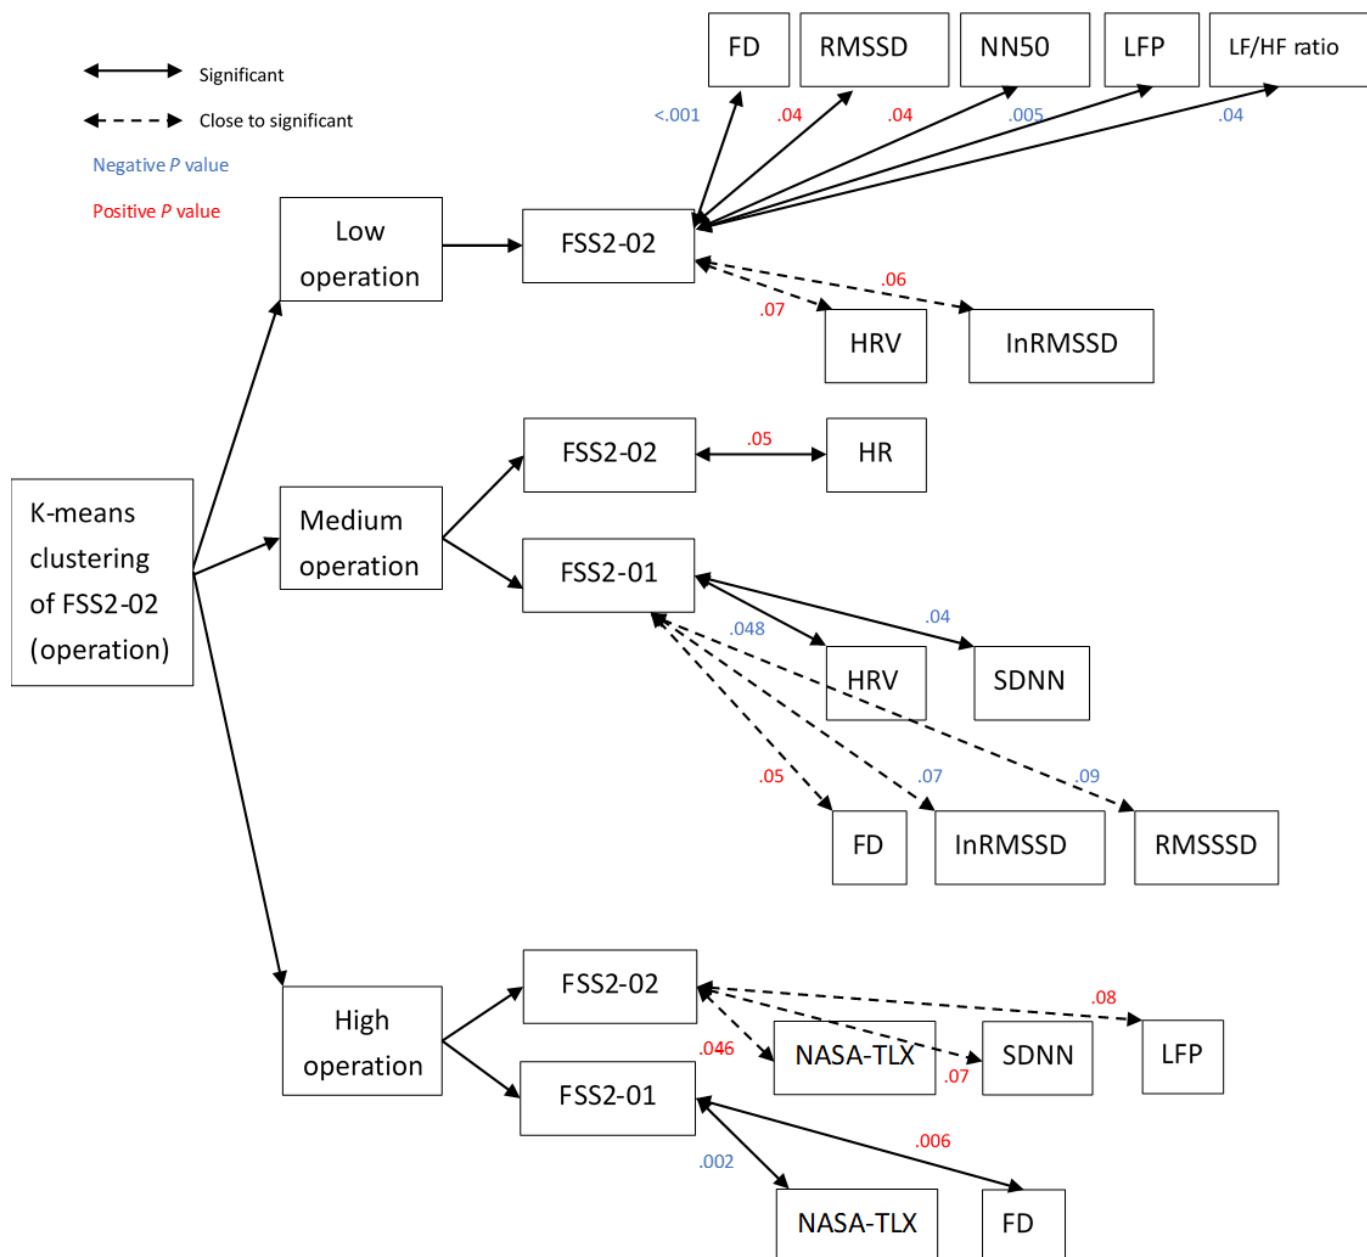 FD
RMSSD
NN50
LFP
LF/HF ratio
Significant
Close to significant
Negative P value
Positive P value
<.001
.04
.04
.005
.04
Low
operation
FSS2-02
.07
.06
HRV
InRMSSD
K-means
clustering
of FSS2-02
(operation)
Medium
operation
FSS2-02
.05
HR
FSS2-01
.048
.04
HRV
SDNN
.05
.07
.09
FD
InRMSSD
RMSSSD
High
operation
FSS2-02
.046
.07
.08
NASA-TLX
SDNN
LFP
FSS2-01
.002
.006
NASA-TLX
FD